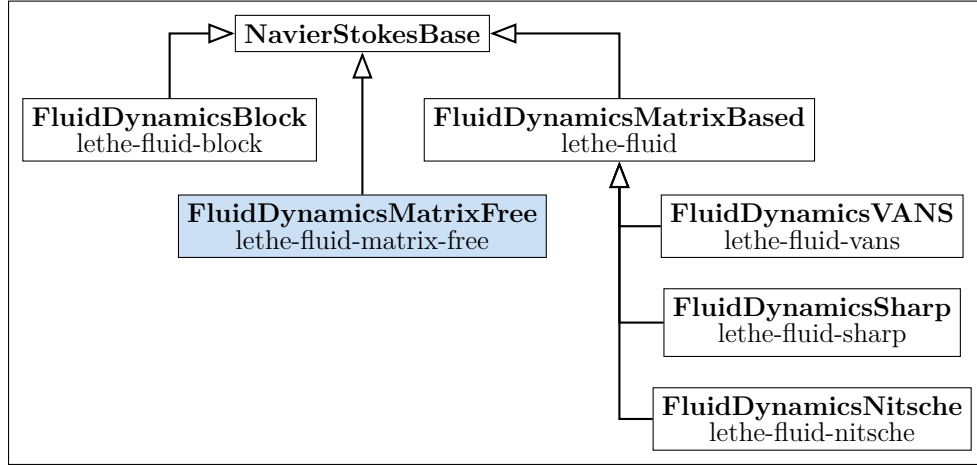 NavierStokesBase
FluidDynamicsBlock
lethe-fluid-block
FluidDynamicsMatrixBased
lethe-fluid
FluidDynamicsMatrixFree
lethe-fluid-matrix-free
FluidDynamicsVANS
lethe-fluid-vans
FluidDynamicsSharp
lethe-fluid-sharp
FluidDynamicsNitsche
lethe-fluid-nitsche